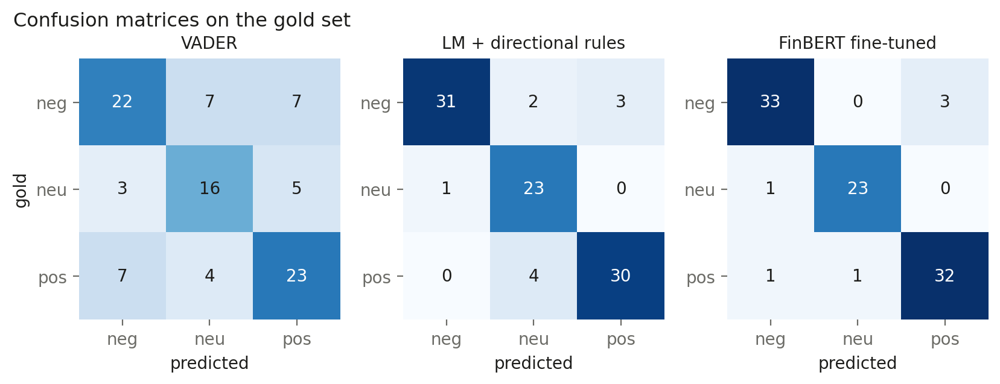 Confusion matrices on the gold set
VADER
LM + directional rules
FinBERT fine-tuned
gold
neg
22 7 7
neu
3 16 5
pos
7 4 23
neg neu pos
predicted
neg
31 2 3
neu
1 23 0
pos
0 4 30
neg neu pos
predicted
neg
33 0 3
neu
1 23 0
pos
1 1 32
neg neu pos
predicted